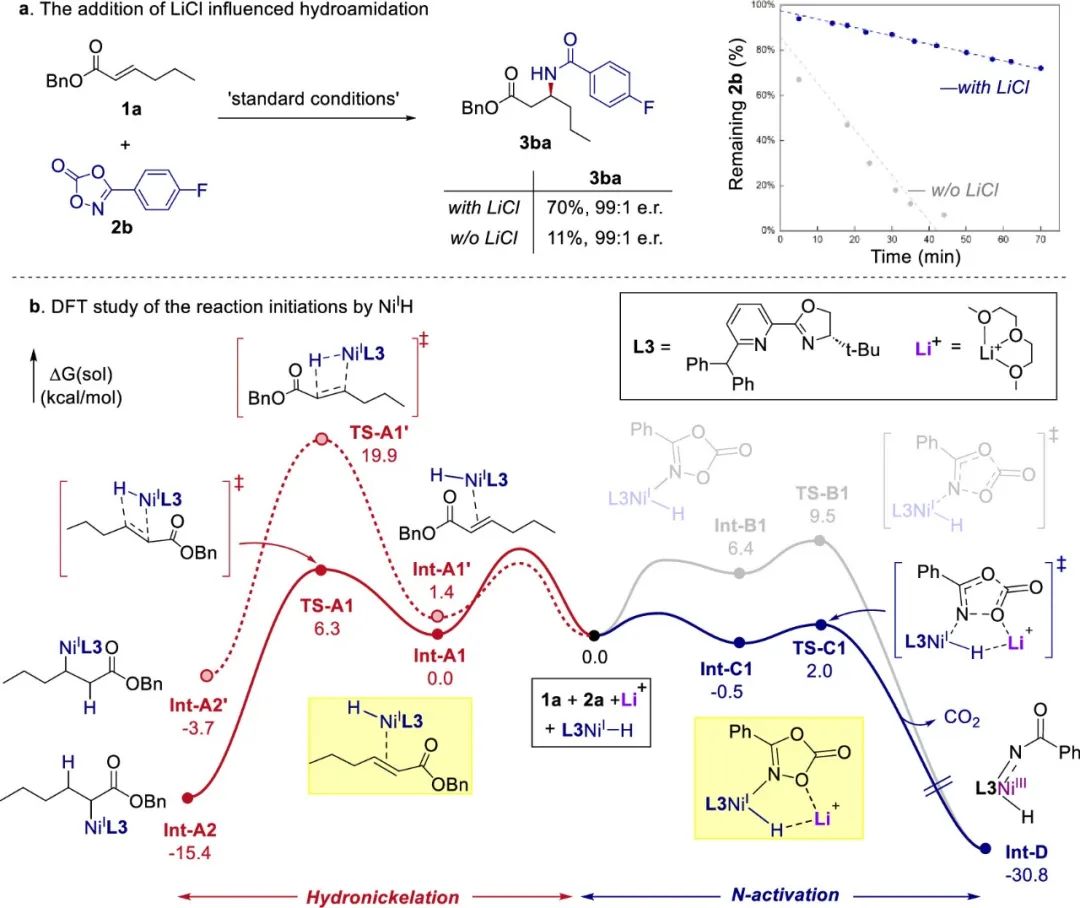 a. The addition of LiCl influenced hydroamidation
O
BnO
1a
+
O
O
O
N
F
2b
'standard conditions'
O
HN
O
BnO
F
3ba
3ba
with LiCl 70%, 99:1 e.r.
w/o LiCl 11%, 99:1 e.r.
Remaining 2b (%)
100%
80%
60%
40%
20%
0%
0 10 20 30 40 50 60 70
Time (min)
with LiCl
w/o LiCl
b. DFT study of the reaction initiations by NiᴵH
ΔG(sol)
(kcal/mol)
H NiᴵL3 ‡
O
BnO
TS-A1'
19.9
H NiᴵL3 ‡
O
OBn
TS-A1
6.3
H NiᴵL3
O
BnO
Int-A1'
1.4
Int-A1
0.0
NiᴵL3 O
OBn
H
Int-A2'
-3.7
H O
OBn
NiᴵL3
Int-A2
-15.4
H
NiᴵL3
O
OBn
0.0
1a + 2a +Li⁺
+ L3Niᴵ–H
L3 =
O
N
N
t-Bu
Ph
Ph
Li⁺ =
O
O
Li⁺
O
Ph
O
O
N O
L3Niᴵ
H
Int-B1
6.4
TS-B1
9.5
Ph
O
O
N O
L3Niᴵ
H
‡
Ph
O
O
N O
L3Niᴵ
H
Li⁺
‡
Int-C1
-0.5
TS-C1
2.0
Ph
O
O
N O
L3Niᴵ
H
Li⁺
CO₂
O
N
Ph
L3Niᴵᴵᴵ
H
Int-D
-30.8
Hydronickelation
N-activation